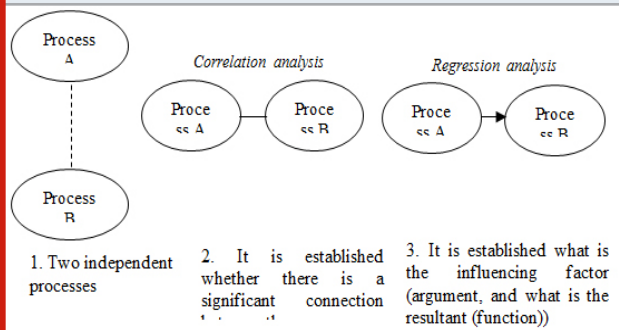 Process
A
Correlation analysis
Regression analysis
Proce
ss A
Proce
ss B
Proce
ss A
Proce
ss B
Process
B
1. Two independent
processes
2. It is established
whether there is a
significant connection
3. It is established what is
the influencing factor
(argument, and what is the
resultant (function))